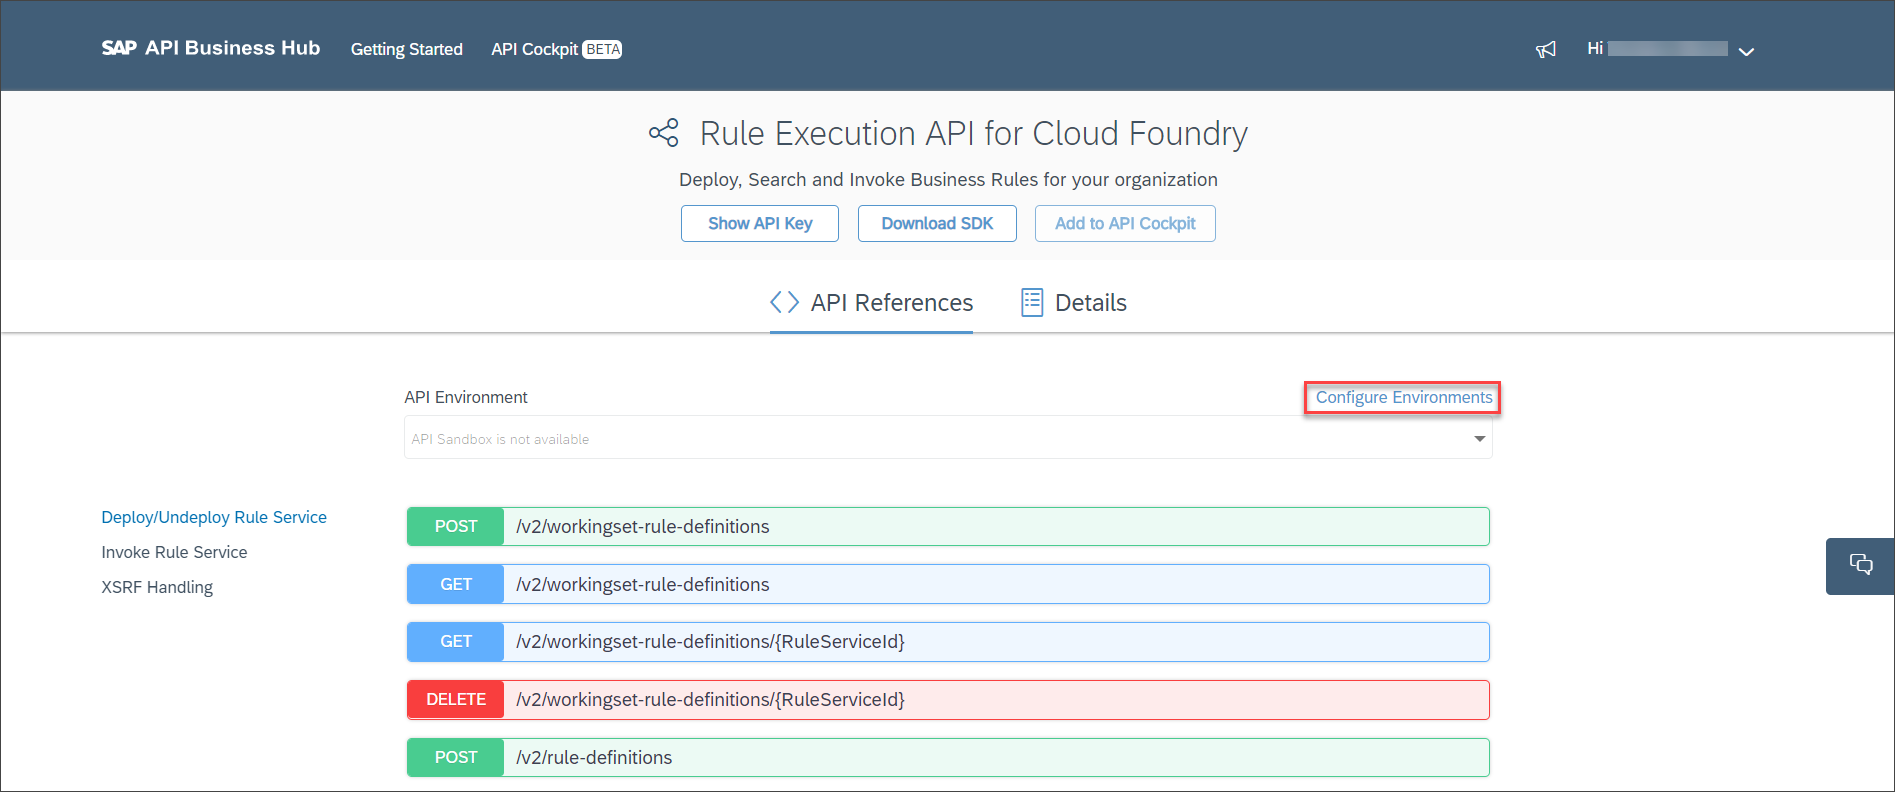 SAP API Business Hub Getting Started API Cockpit BETA Hi
Rule Execution API for Cloud Foundry
Deploy, Search and Invoke Business Rules for your organization
Show API Key Download SDK Add to API Cockpit
API References Details
API Environment Configure Environments
API Sandbox is not available
Deploy/Undeploy Rule Service
Invoke Rule Service
XSRF Handling
POST /v2/workingset-rule-definitions
GET /v2/workingset-rule-definitions
GET /v2/workingset-rule-definitions/{RuleServiceId}
DELETE /v2/workingset-rule-definitions/{RuleServiceId}
POST /v2/rule-definitions